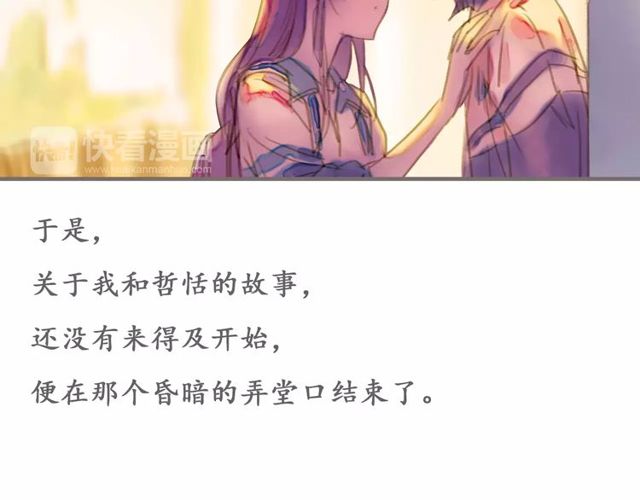 快看漫画
于是，
关于我和哲恬的故事，
还没有来得及开始，
便在那个昏暗的弄堂口结束了。